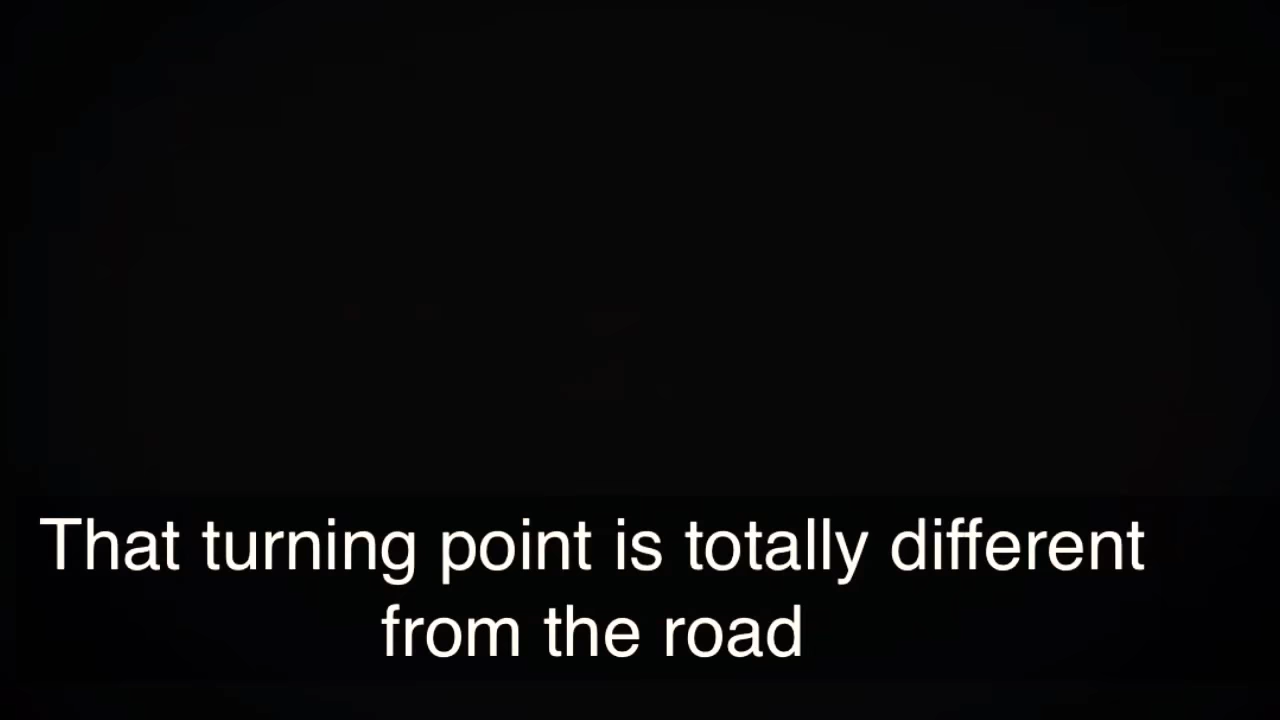 That turning point is totally different
from the road